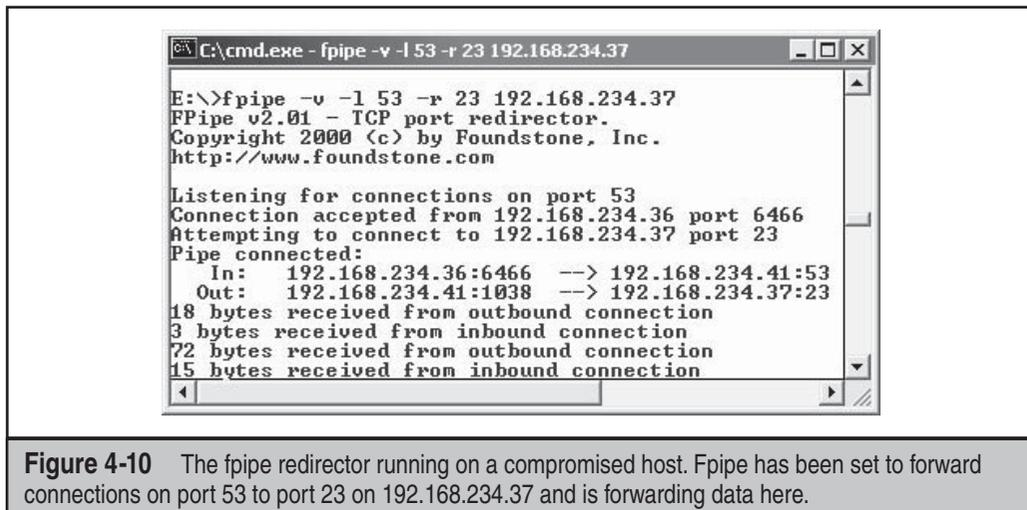 C:\cmd.exe - fpipe -v -l 53 -r 23 192.168.234.37
E:\>fpipe -v -l 53 -r 23 192.168.234.37
FPipe v2.01 - TCP port redirector.
Copyright 2000 (c) by Foundstone, Inc.
http://www.foundstone.com
Listening for connections on port 53
Connection accepted from 192.168.234.36 port 6466
Attempting to connect to 192.168.234.37 port 23
Pipe connected:
In: 192.168.234.36:6466 --> 192.168.234.41:53
Out: 192.168.234.41:1038 --> 192.168.234.37:23
18 bytes received from outbound connection
3 bytes received from inbound connection
72 bytes received from outbound connection
15 bytes received from inbound connection
Figure 4-10 The fpipe redirector running on a compromised host. Fpipe has been set to forward
connections on port 53 to port 23 on 192.168.234.37 and is forwarding data here.